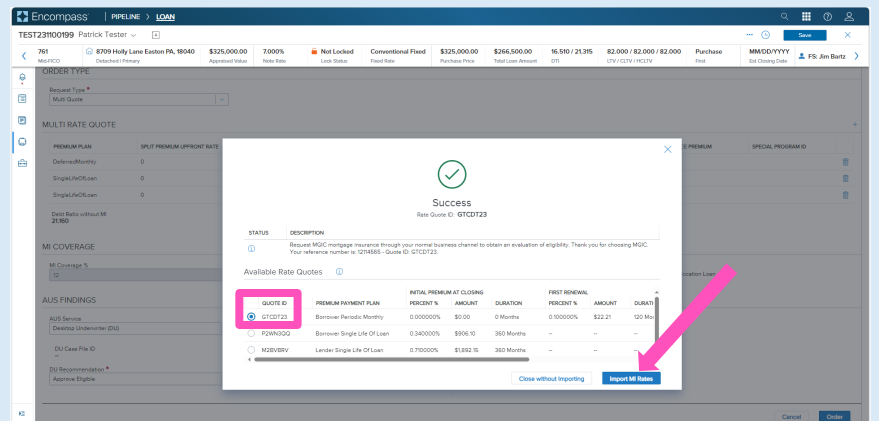 Encompass® | PIPELINE > LOAN
TEST231100199 Patrick Tester
Save
761
Mid-FICO
8709 Holly Lane Easton PA, 18040
Detached | Primary
$325,000.00
Appraised Value
7.000%
Note Rate
Not Locked
Lock Status
Conventional Fixed
Fixed Rate
$325,000.00
Purchase Price
$266,500.00
Total Loan Amount
16.510 / 21.315
DTI
82.000 / 82.000 / 82.000
LTV / CLTV / HCLTV
Purchase
First
MM/DD/YYYY
Est Closing Date
FS: Jim Bartz
ORDER TYPE
Request Type *
Multi Quote
MULTI RATE QUOTE
PREMIUM PLAN SPLIT PREMIUM UPFRONT RATE E PREMIUM SPECIAL PROGRAM ID
DeferredMonthly 0
SingleLifeOfLoan 0
SingleLifeOfLoan 0
Debt Ratio without MI
21.160
MI COVERAGE
MI Coverage %
12
ocation Loan
AUS FINDINGS
AUS Service
Desktop Underwriter (DU)
DU Case File ID
--
DU Recommendation *
Approve Eligible
Cancel Order
Success
Rate Quote ID: GTCDT23
STATUS DESCRIPTION
Request MGIC mortgage insurance through your normal business channel to obtain an evaluation of eligibility. Thank you for choosing MGIC.
Your reference number is: 12114565 - Quote ID: GTCDT23
Available Rate Quotes
INITIAL PREMIUM AT CLOSING FIRST RENEWAL
QUOTE ID PREMIUM PAYMENT PLAN PERCENT % AMOUNT DURATION PERCENT % AMOUNT DURATI
GTCDT23 Borrower Periodic Monthly 0.000000% $0.00 0 Months 0.100000% $22.21 120 Mon
P2WN3QQ Borrower Single Life Of Loan 0.340000% $906.10 360 Months -- --
M2BVBRV Lender Single Life Of Loan 0.710000% $1,892.15 360 Months -- --
Close without Importing Import MI Rates